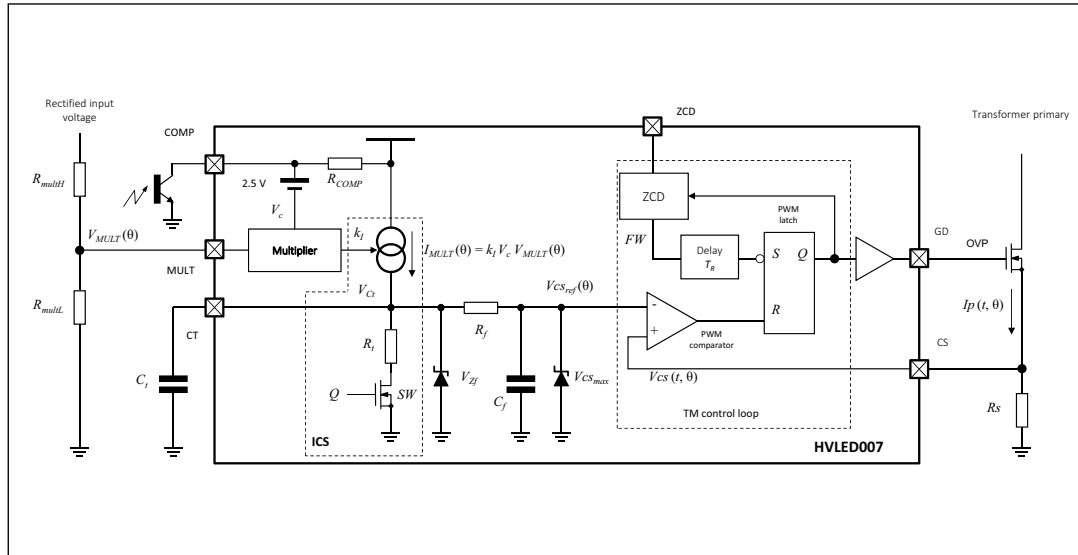 Rectified input
voltage
COMP
ZCD
Transformer primary
R_multH
2.5 V
R_COMP
ZCD
V_c
PWM
latch
V_MULT(θ)
k_I
FW
GD
OVP
Multiplier
I_MULT(θ) = k_I V_c V_MULT(θ)
Delay
T_R
S
Q
MULT
V_Ct
Vcs_ref(θ)
R_multL
R
Ip(t, θ)
CT
R_f
-
+
PWM
comparator
CS
R_t
C_t
V_Zf
C_f
Vcs_max
Vcs(t, θ)
Q
SW
TM control loop
Rs
ICS
HVLED007